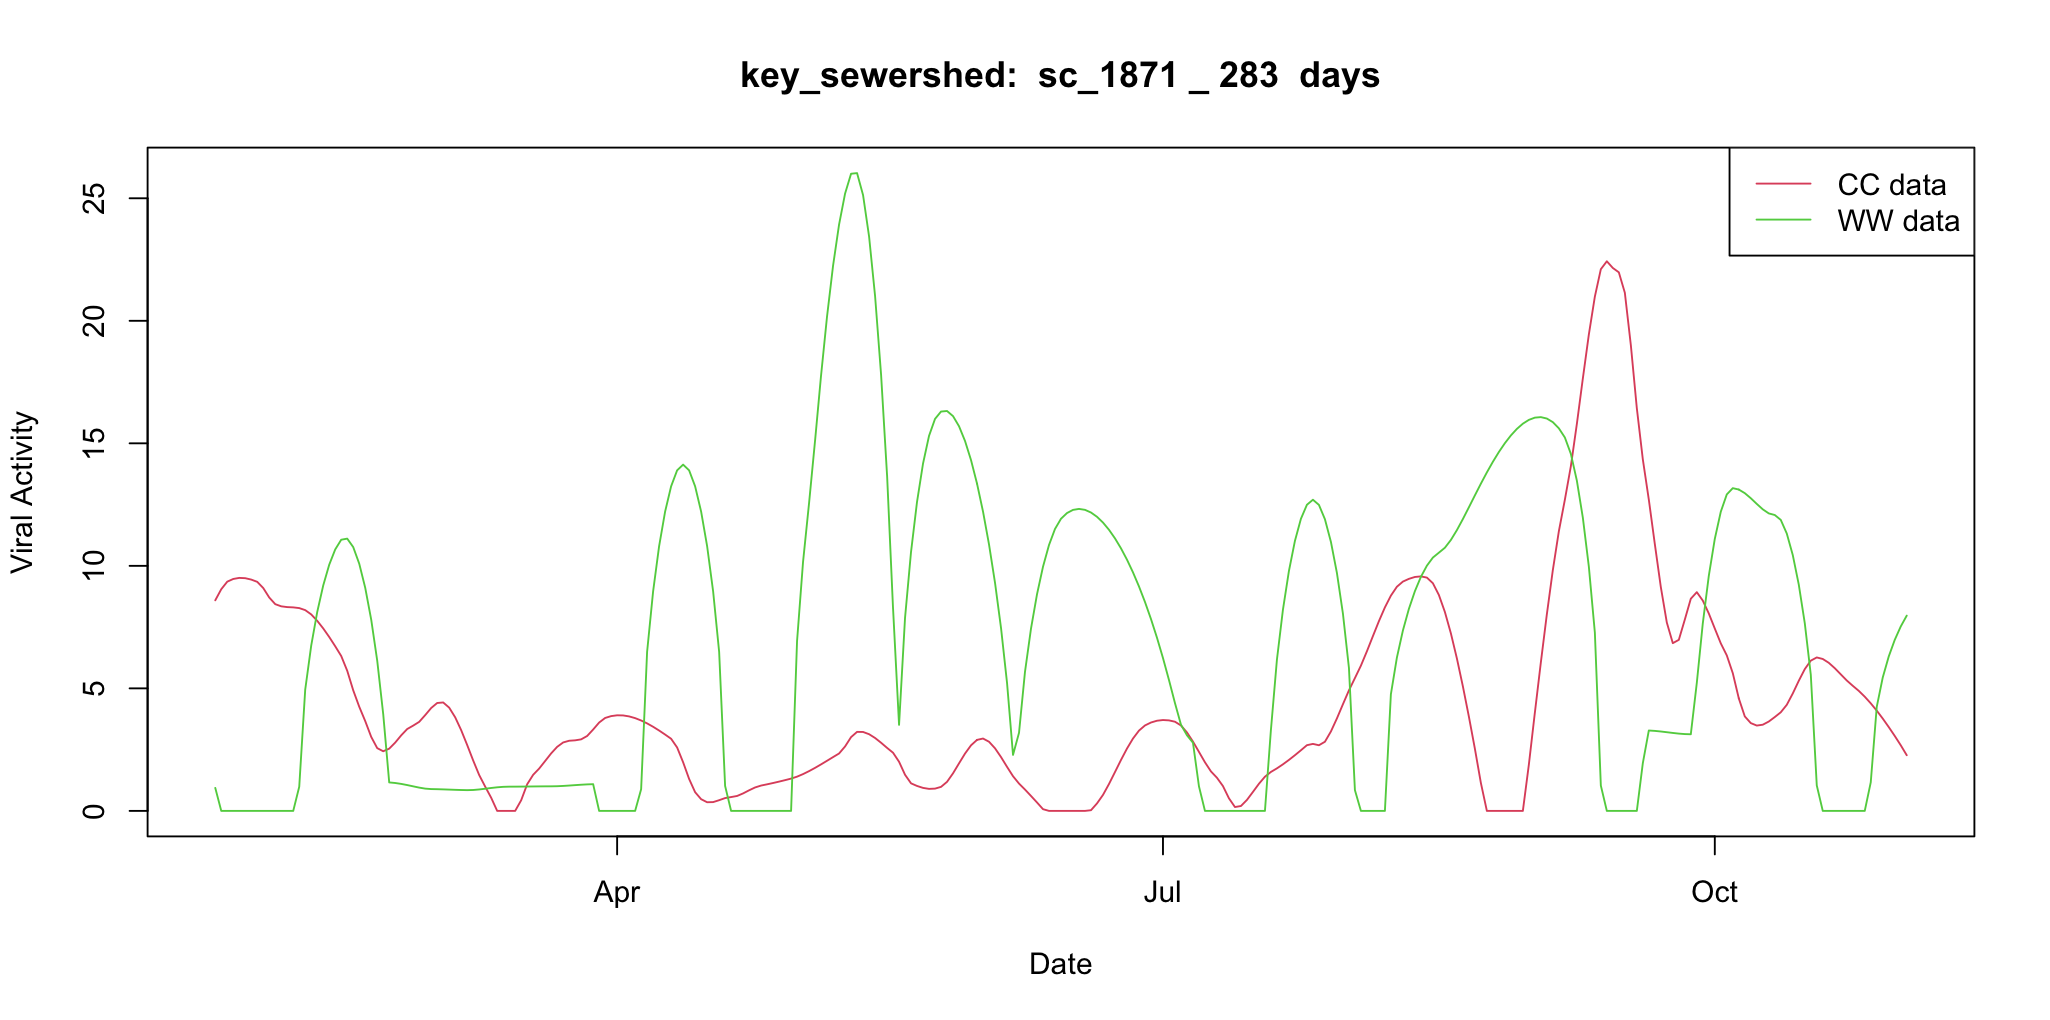 key_sewershed: sc_1871 _ 283 days
CC data
WW data
Viral Activity
25
20
15
10
5
0
Apr
Jul
Oct
Date